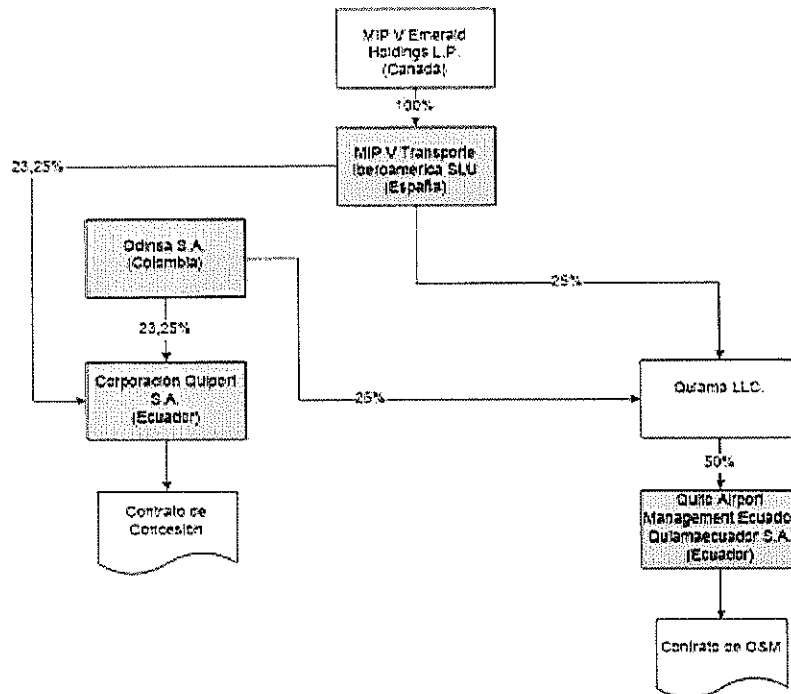 MIP V Emerald
Holdings L.P.
(Canada)
100%
MIP V Transporte
Iberoamerica SLU
(España)
23,25%
Odinsa S.A.
(Colombia)
25%
23,25%
Corporación Quiport
S.A.
(Ecuador)
25%
Quiama LLC.
50%
Contrato de
Concesión
Quito Airport
Management Ecuador
Quiamaecuador S.A.
(Ecuador)
Contrato de O&M